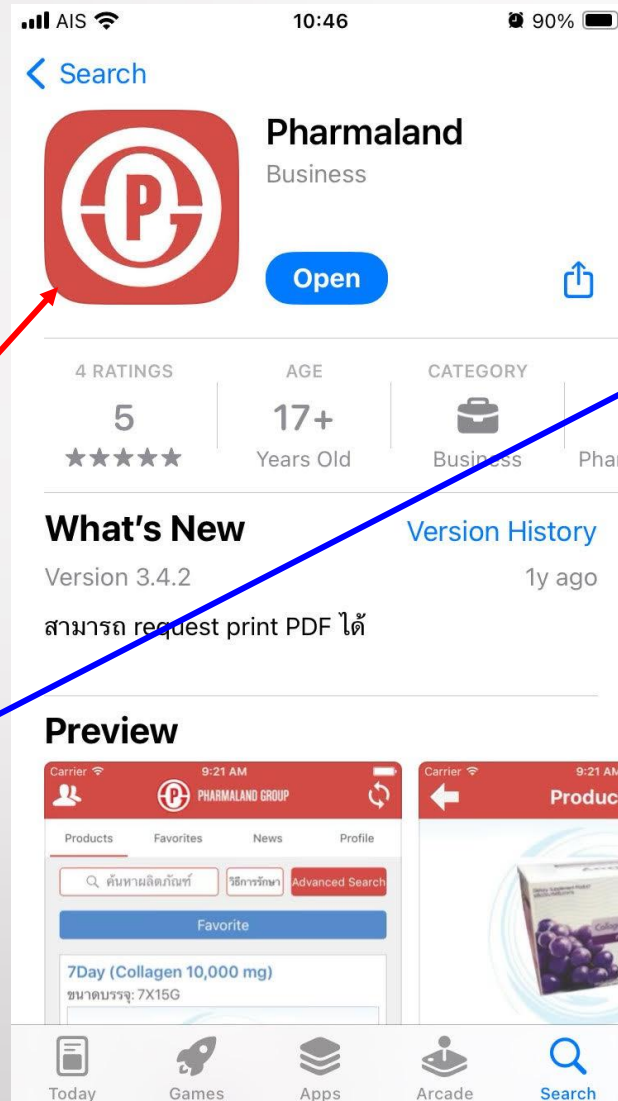 AIS 10:46 90%
Search
Pharmaland
Business
P
Open
4 RATINGS AGE CATEGORY
5 17+
Years Old Business Phar
What's New Version History
Version 3.4.2 1y ago
สามารถ request print PDF ได้
Preview
Carrier 9:21 AM
P PHARMALAND GROUP
Products Favorites News Profile
ค้นหาผลิตภัณฑ์ วิธีการรักษา Advanced Search
Favorite
7Day (Collagen 10,000 mg)
ขนาดบรรจุ: 7X15G
Carrier 9:21 AM
Produc
Today Games Apps Arcade Search